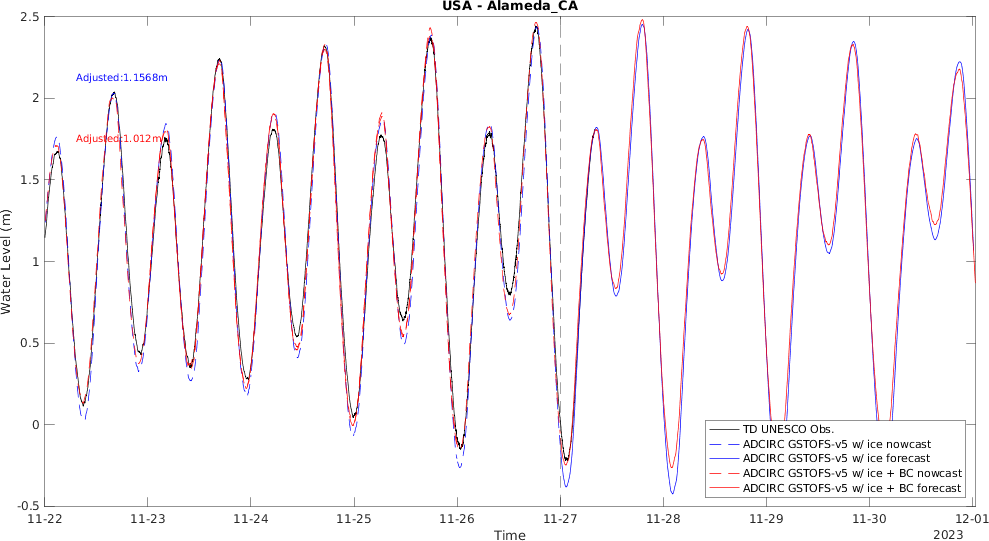 USA - Alameda_CA
2.5
2
1.5
1
0.5
0
-0.5
Water Level (m)
Adjusted:1.1568m
Adjusted:1.012m
TD UNESCO Obs.
ADCIRC GSTOFS-v5 w/ ice nowcast
ADCIRC GSTOFS-v5 w/ ice forecast
ADCIRC GSTOFS-v5 w/ ice + BC nowcast
ADCIRC GSTOFS-v5 w/ ice + BC forecast
11-22 11-23 11-24 11-25 11-26 11-27 11-28 11-29 11-30 12-01
Time
2023